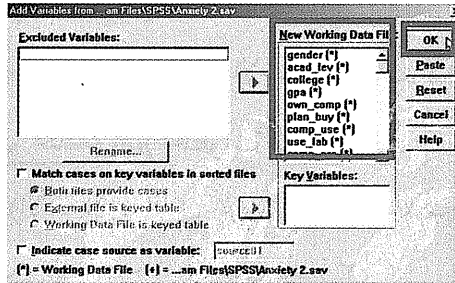 Add Variables from ... am Files\SPSS\Anxiety 2.sav
Excluded Variables:
New Working Data Fil
gender (*)
acad_lev (*)
college (*)
gpa (*)
own_comp (*)
plan_buy (*)
comp_use (*)
use_lab (*)
OK
Paste
Reset
Cancel
Help
Rename...
Match cases on key variables in sorted files
Both files provide cases
External file is keyed table
Working Data File is keyed table
Key Variables:
Indicate case source as variable: source01
(*) = Working Data File (+) = ...am Files\SPSS\Anxiety 2.sav